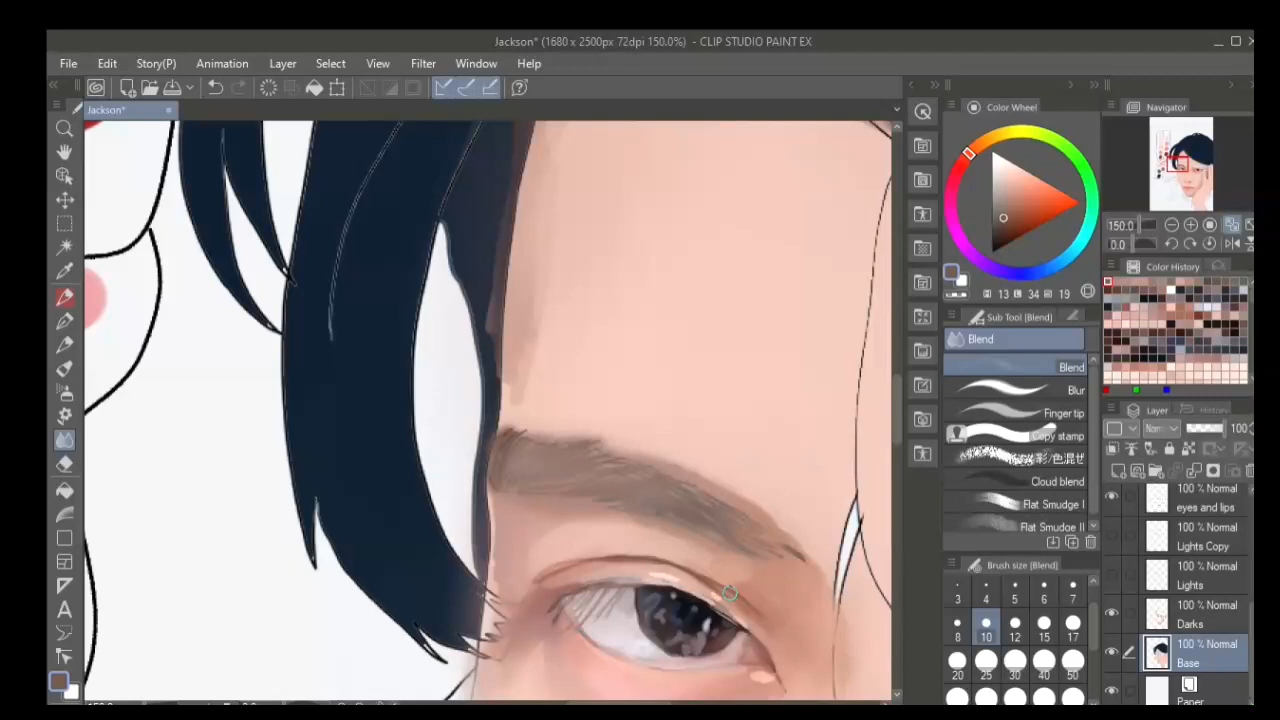 Jackson* (1680 x 2500px 72dpi 150.0%) - CLIP STUDIO PAINT EX
File Edit Story(P) Animation Layer Select View Filter Window Help
Jackson*
Color Wheel
Navigator
150.0
0.0
Color History
H 13 L 34 S 19
Sub Tool [Blend]
Blend
Blend
Blur
Finger tip
Copy stamp
Cloud blend
Flat Smudge I
Flat Smudge II
Brush size [Blend]
3 4 5 6 7
8 10 12 15 17
20 25 30 40 50
Layer
History
100
100 % Normal
eyes and lips
100 % Normal
Lights Copy
100 % Normal
Lights
100 % Normal
Darks
100 % Normal
Base
Paper